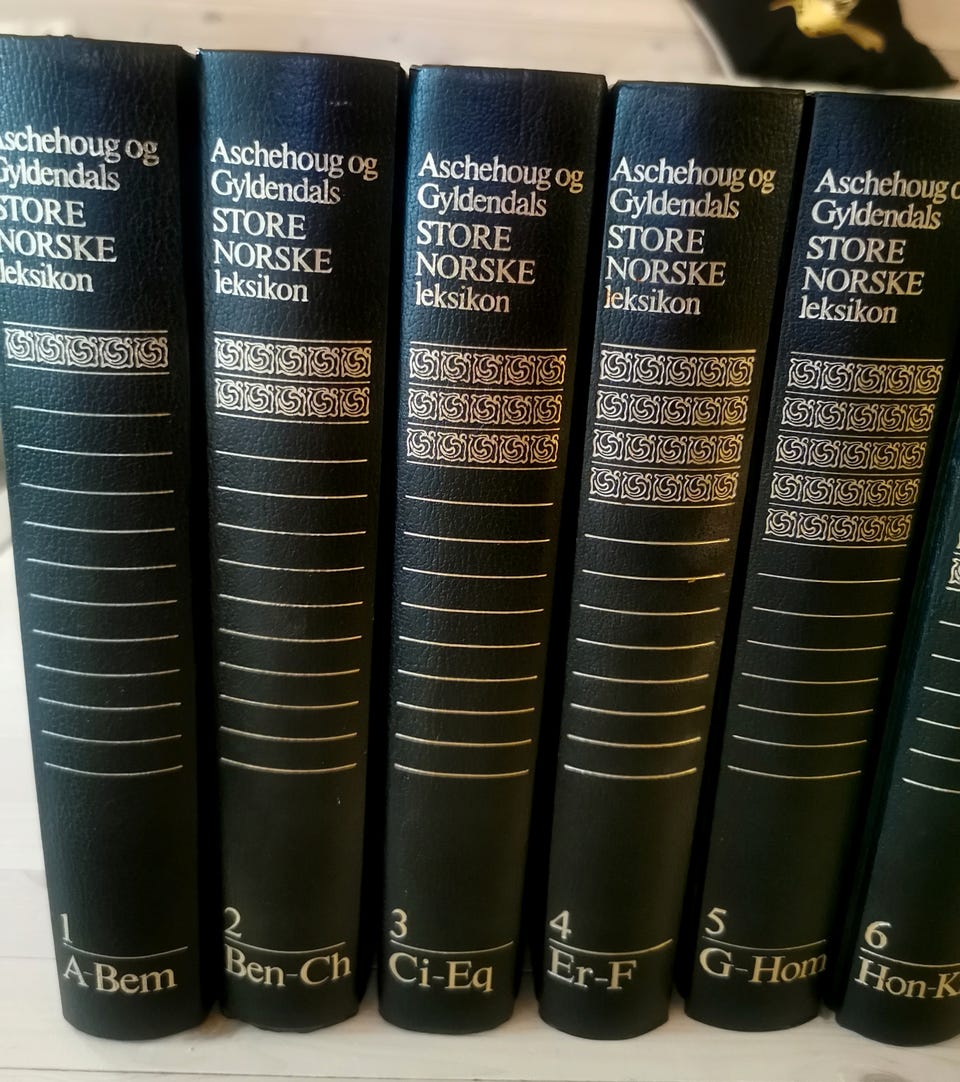 Aschehoug og
Gyldendals
STORE
NORSKE
leksikon
1
A-Bem
Aschehoug og
Gyldendals
STORE
NORSKE
leksikon
2
Ben-Ch
Aschehoug og
Gyldendals
STORE
NORSKE
leksikon
3
Ci-Eq
Aschehoug og
Gyldendals
STORE
NORSKE
leksikon
4
Er-F
Aschehoug o
Gyldendals
STORE
NORSKE
leksikon
5
G-Hom
6
Hon-K